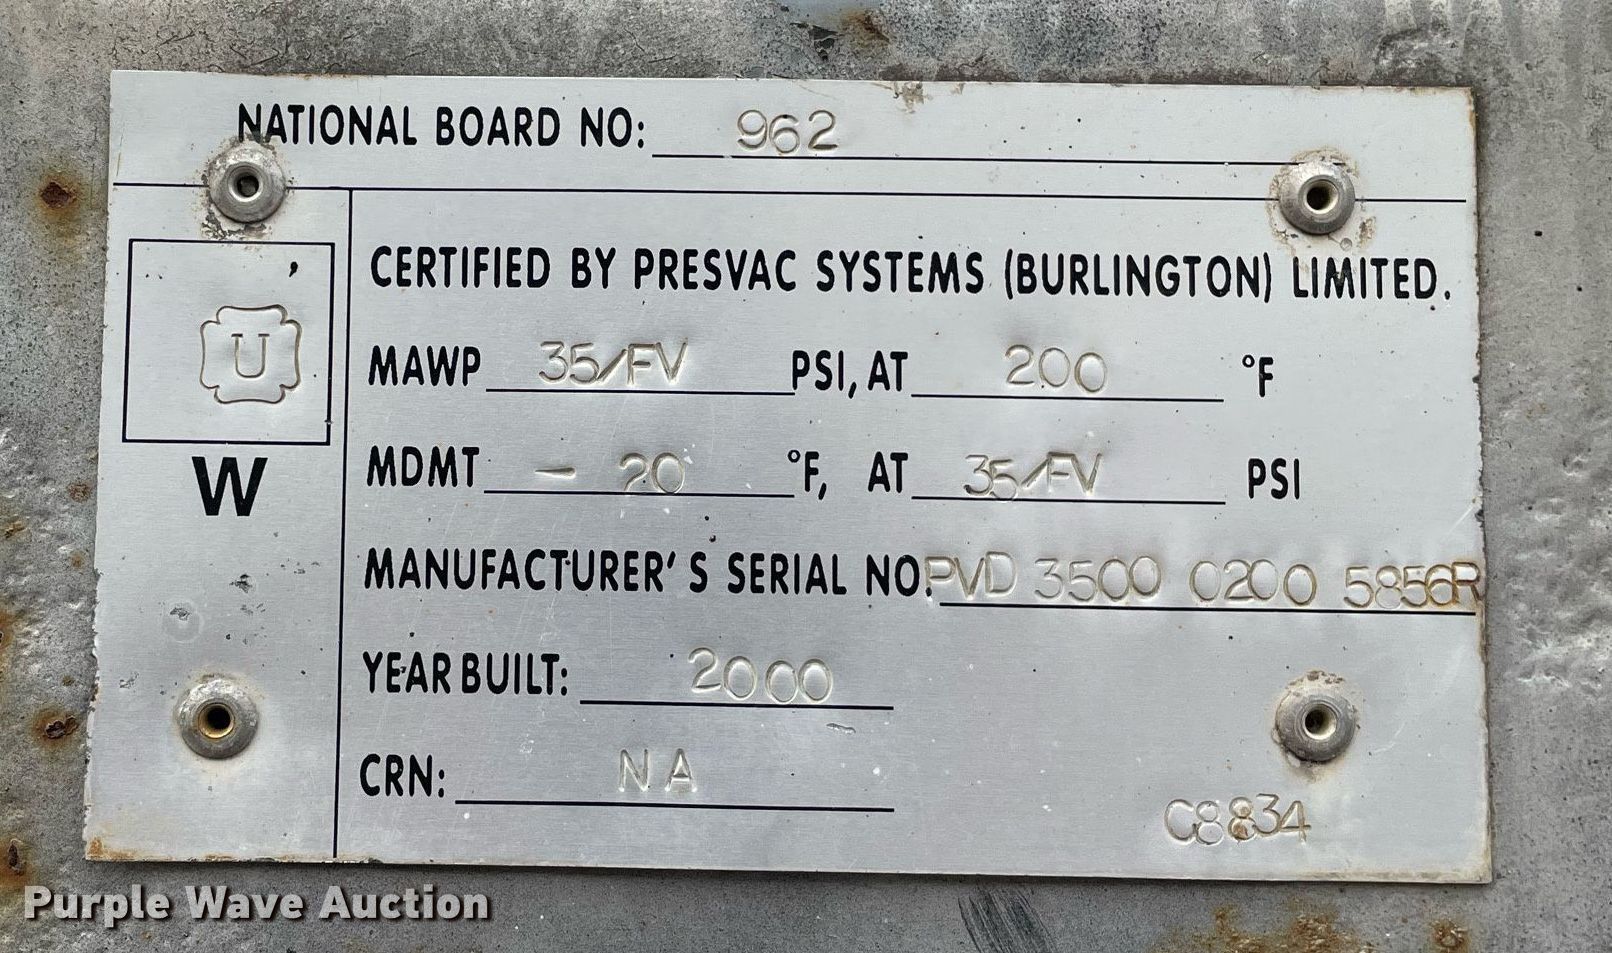 NATIONAL BOARD NO: 962
CERTIFIED BY PRESVAC SYSTEMS (BURLINGTON) LIMITED.
U
W
MAWP 35/FV PSI, AT 200 °F
MDMT - 20 °F, AT 35/FV PSI
MANUFACTURER'S SERIAL NO. PVD 3500 0200 5856R
YEAR BUILT: 2000
CRN: NA
C8834
Purple Wave Auction